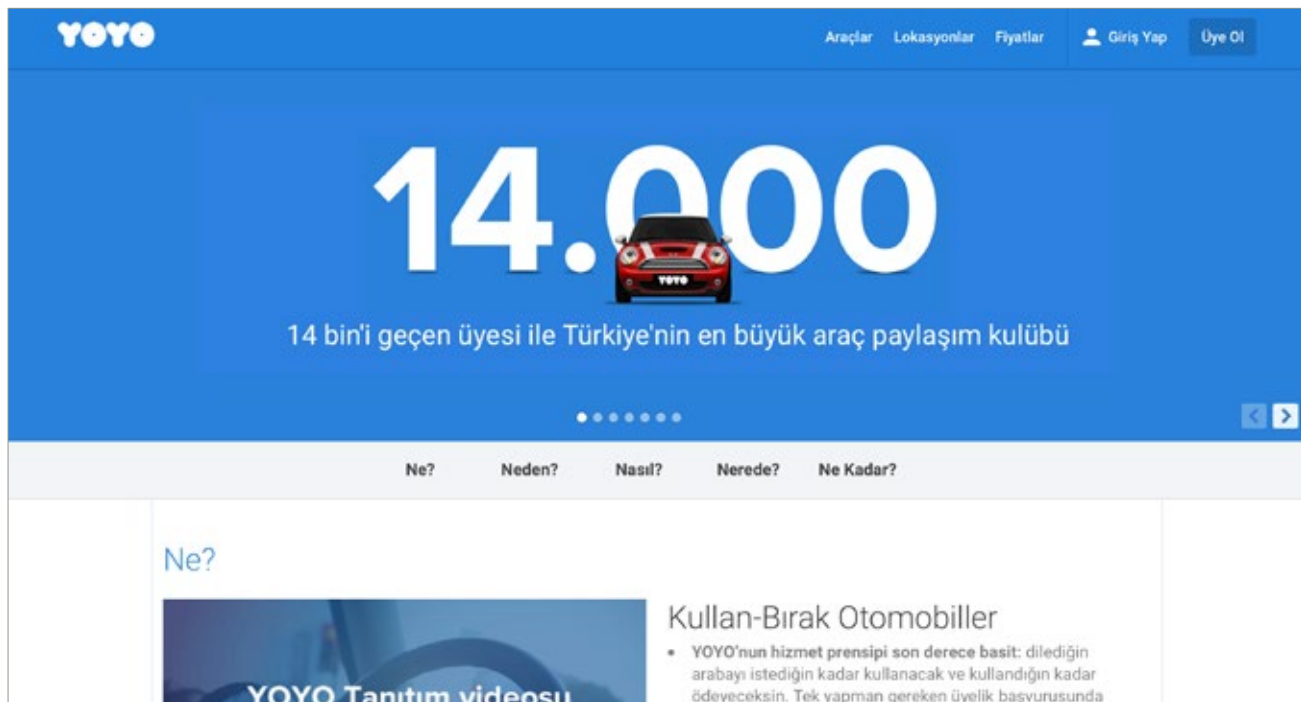 YOYO
Araçlar Lokasyonlar Fiyatlar Giriş Yap Üye Ol
14.000
YOYO
14 bin'i geçen üyesi ile Türkiye'nin en büyük araç paylaşım kulübü
Ne? Neden? Nasıl? Nerede? Ne Kadar?
Ne?
YOYO Tanıtım videosu
Kullan-Bırak Otomobiller
• YOYO'nun hizmet prensipi son derece basit: dilediğin
arabayı istediğin kadar kullanacak ve kullandığın kadar
ödeyeceksin. Tek yapman gereken üyelik başvurusunda